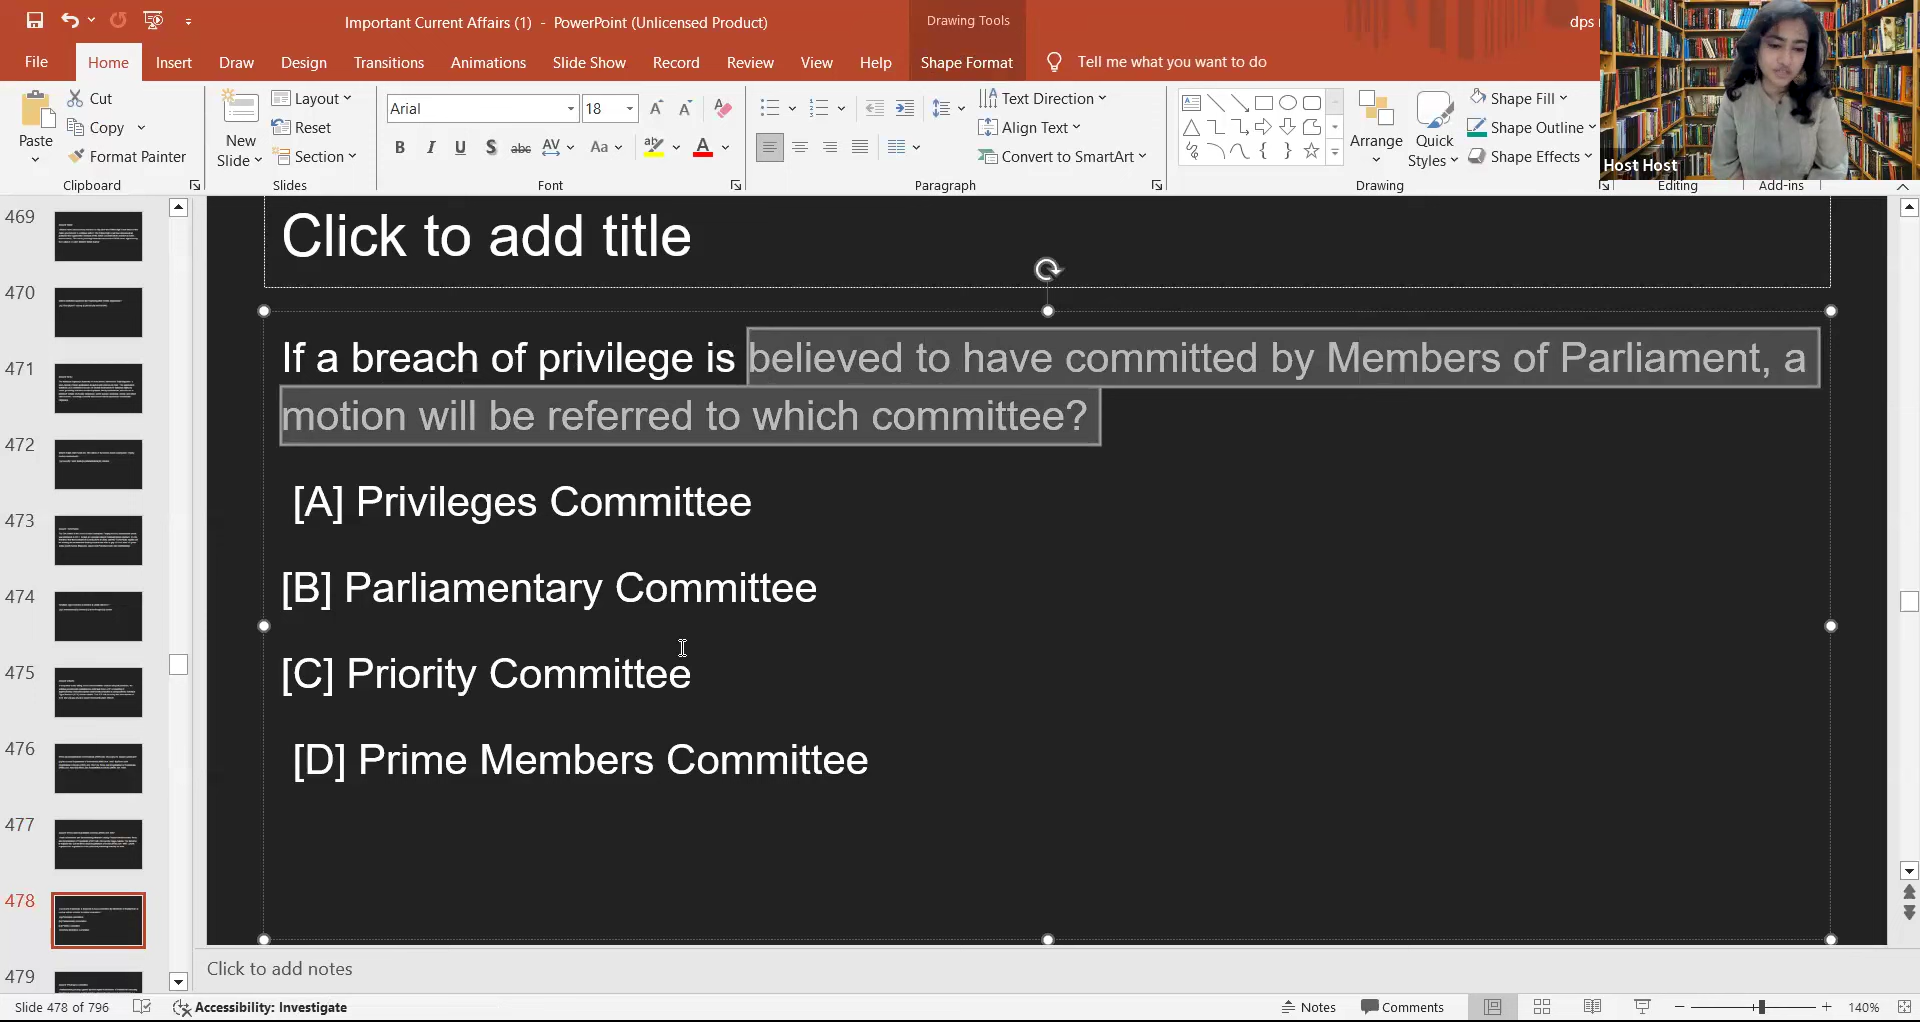 Important Current Affairs (1) - PowerPoint (Unlicensed Product)
Drawing Tools
dps
File
Home
Insert
Draw
Design
Transitions
Animations
Slide Show
Record
Review
View
Help
Shape Format
Tell me what you want to do
Paste
Cut
Copy
Format Painter
Clipboard
New Slide
Layout
Reset
Section
Slides
Arial
18
B I U S abc AV Aa A
Font
Text Direction
Align Text
Convert to SmartArt
Paragraph
Arrange
Quick Styles
Shape Fill
Shape Outline
Shape Effects
Drawing
Editing
Add-ins
Host Host
469
470
471
472
473
474
475
476
477
478
479
Click to add title
If a breach of privilege is believed to have committed by Members of Parliament, a
motion will be referred to which committee?
[A] Privileges Committee
[B] Parliamentary Committee
[C] Priority Committee
[D] Prime Members Committee
Click to add notes
Slide 478 of 796
Accessibility: Investigate
Notes
Comments
140%